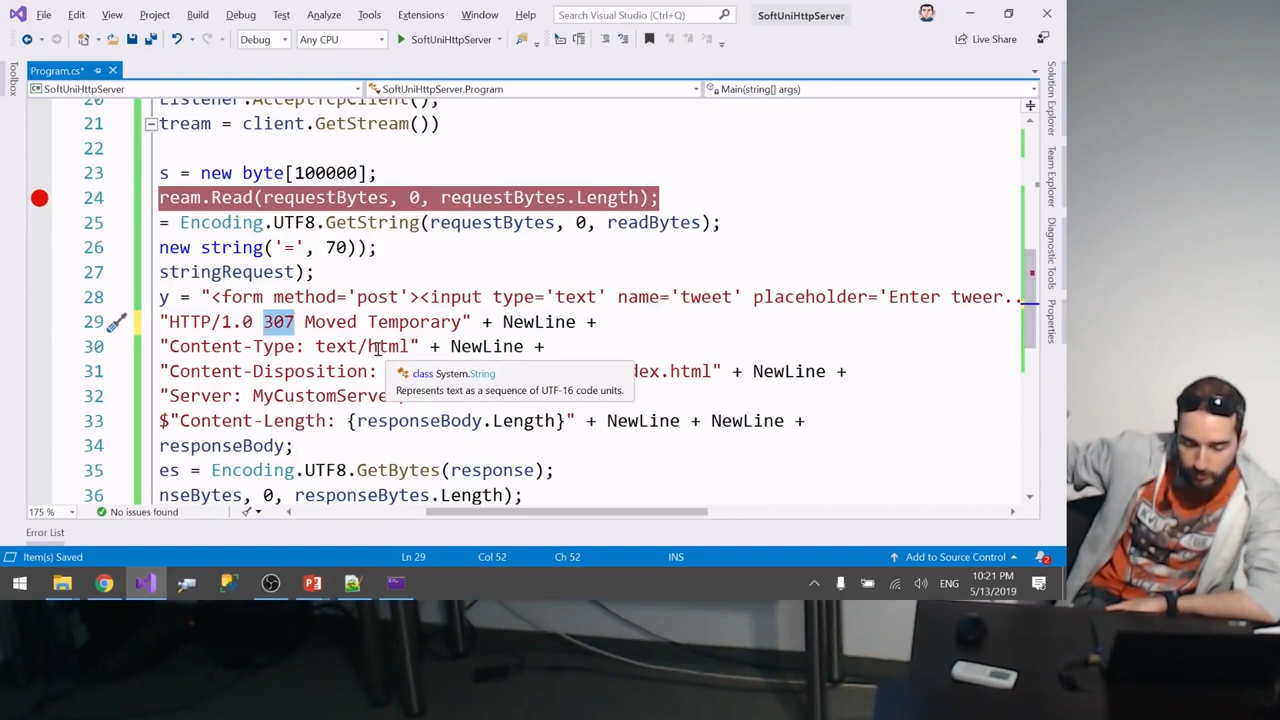 File Edit View Project Build Debug Test Analyze Tools Extensions Window Help Search Visual Studio (Ctrl+Q) SoftUniHttpServer
Debug Any CPU SoftUniHttpServer Live Share
Program.cs*
SoftUniHttpServer SoftUniHttpServer.Program Main(string[] args)
Toolbox
Solution Explorer
Team Explorer
Diagnostic Tools
Properties
20 Listener.AcceptTcpClient();
21 tream = client.GetStream())
22
23 s = new byte[100000];
24 ream.Read(requestBytes, 0, requestBytes.Length);
25 = Encoding.UTF8.GetString(requestBytes, 0, readBytes);
26 new string('=', 70));
27 stringRequest);
28 y = "<form method='post'><input type='text' name='tweet' placeholder='Enter tweer..
29 "HTTP/1.0 307 Moved Temporary" + NewLine +
30 "Content-Type: text/html" + NewLine +
31 "Content-Disposition: dex.html" + NewLine +
class System.String
Represents text as a sequence of UTF-16 code units.
32 "Server: MyCustomServe
33 $"Content-Length: {responseBody.Length}" + NewLine + NewLine +
34 responseBody;
35 es = Encoding.UTF8.GetBytes(response);
36 nseBytes, 0, responseBytes.Length);
175 % No issues found
Error List
Item(s) Saved Ln 29 Col 52 Ch 52 INS Add to Source Control 2
ENG 10:21 PM
5/13/2019